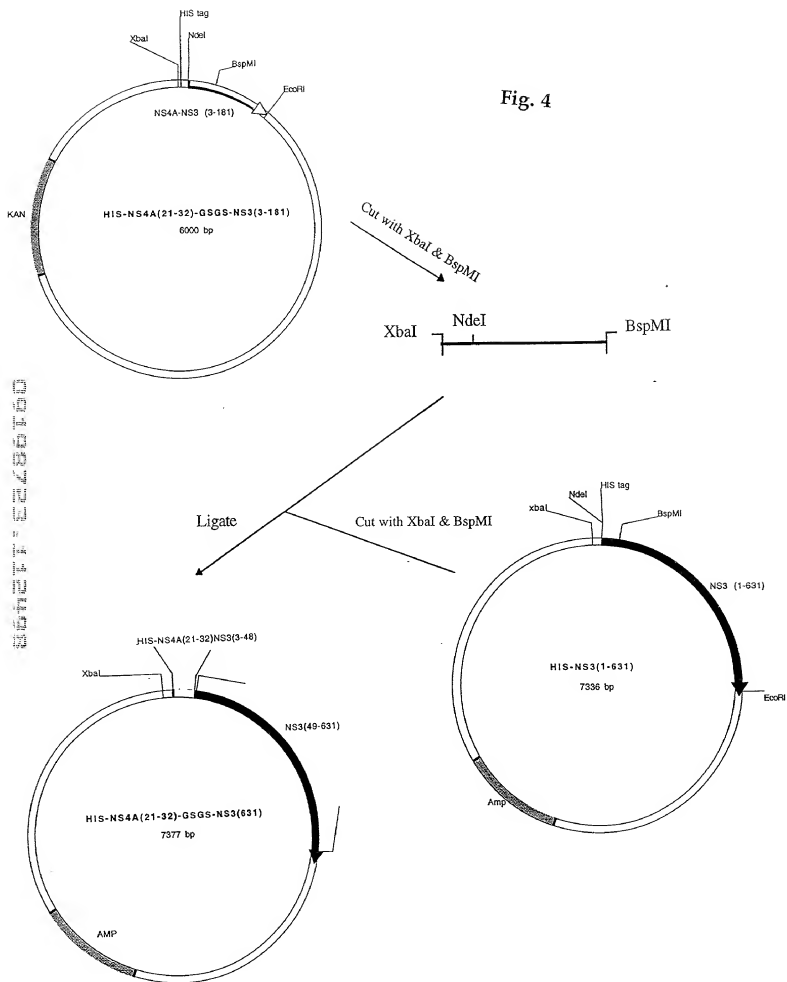 HIS tag
XbaI
NdeI
BspMI
EcoRI
Fig. 4
NS4A-NS3 (3-181)
KAN
HIS-NS4A(21-32)-GSGS-NS3(3-181)
6000 bp
Cut with XbaI & BspMI
XbaI
NdeI
BspMI
Ligate
Cut with XbaI & BspMI
HIS tag
NdeI
xbaI
BspMI
NS3 (1-631)
HIS-NS3(1-631)
7336 bp
EcoRI
Amp
HIS-NS4A(21-32)NS3(3-48)
XbaI
NS3(49-631)
HIS-NS4A(21-32)-GSGS-NS3(631)
7377 bp
AMP